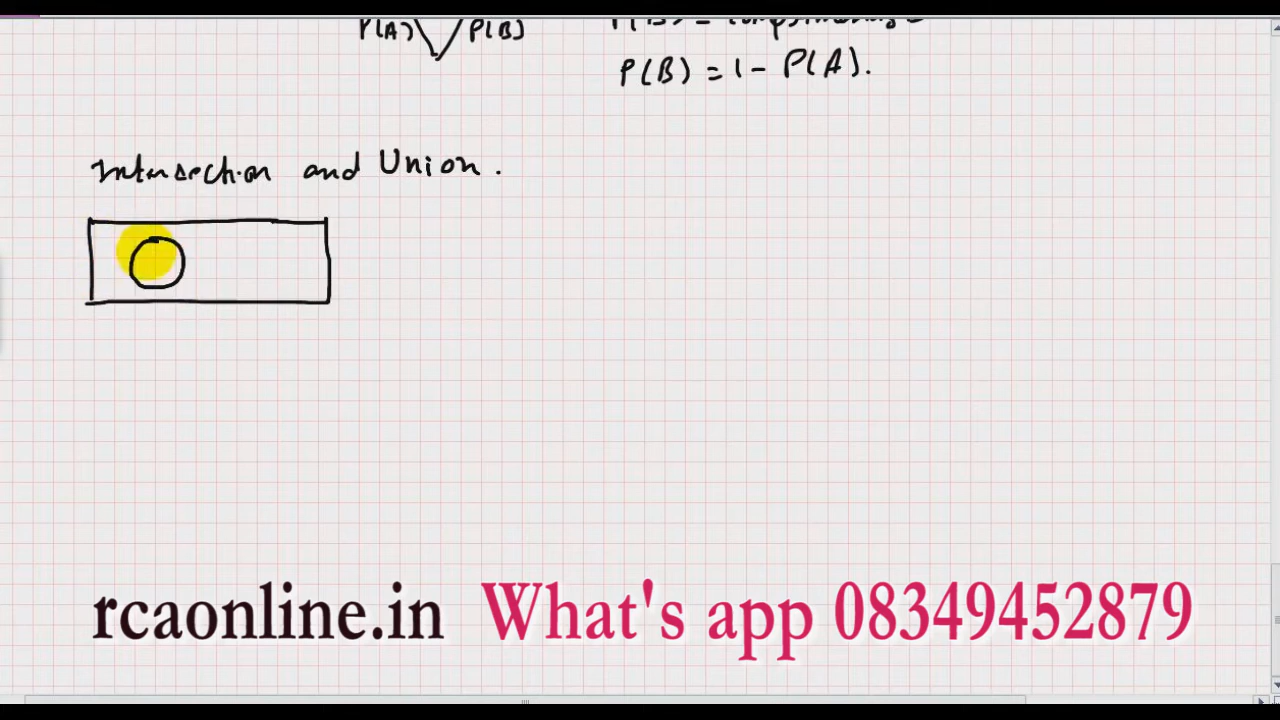 P(A) P(B)
P(B) =
P(B) = 1 - P(A).
Intersection and Union.
rcaonline.in What's app 08349452879